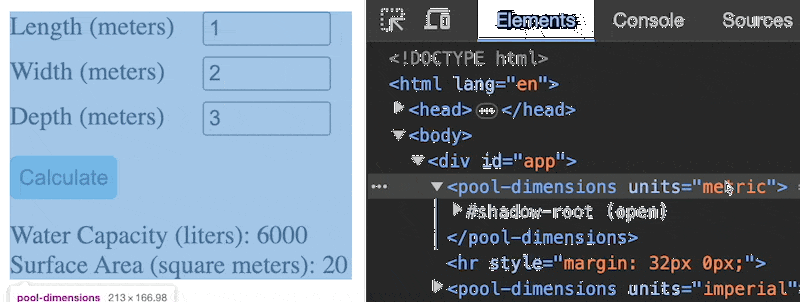 Length (meters) 1
Width (meters) 2
Depth (meters) 3
Calculate
Water Capacity (liters): 6000
Surface Area (square meters): 20
pool-dimensions 213 × 166.98
Elements Console Sources
<!DOCTYPE html>
<html lang="en">
<head> ••• </head>
<body>
<div id="app">
••• <pool-dimensions units="metric">
#shadow-root (open)
</pool-dimensions>
<hr style="margin: 32px 0px;">
<pool-dimensions units="imperial"